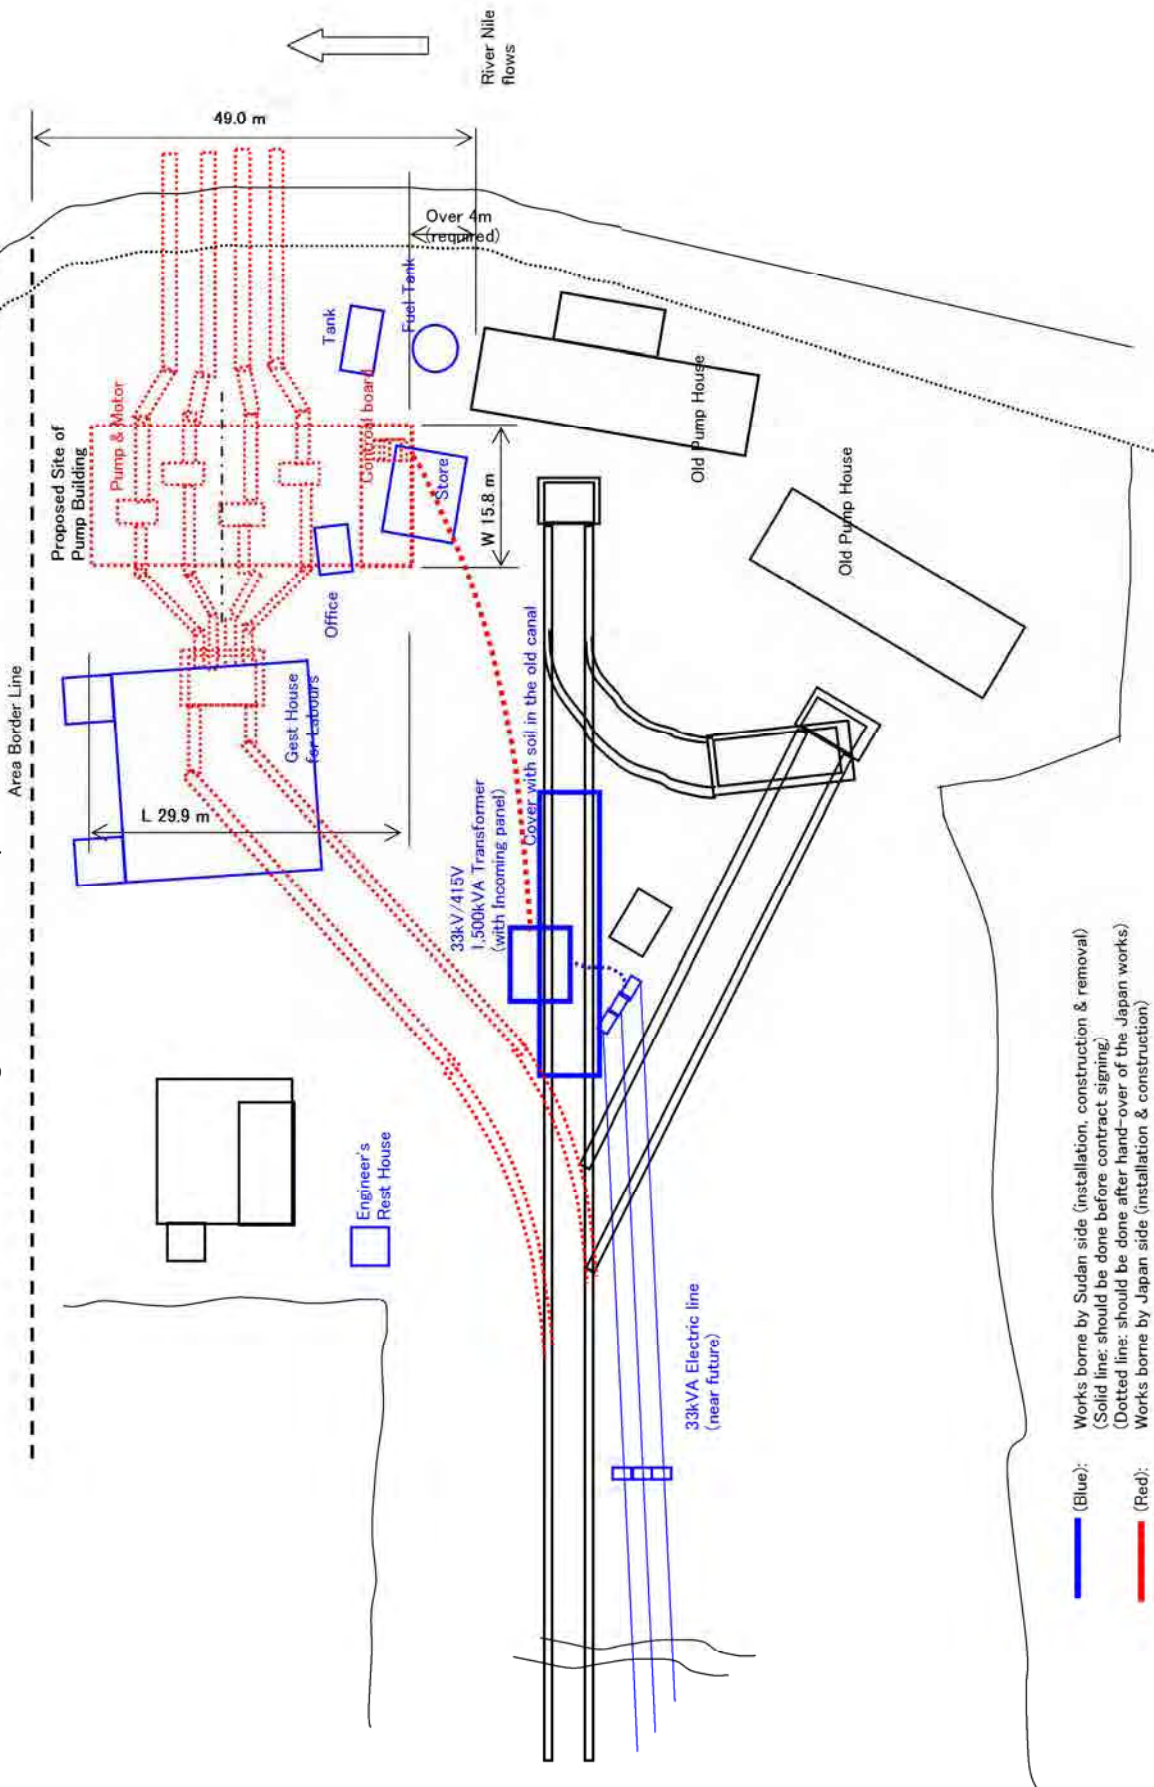 River Nile
flows
49.0 m
Over 4m
(required)
Fuel Tank
Tank
Proposed Site of
Pump Building
Pump & Motor
Controal board
Store
W 15.8 m
Office
Old Pump House
Old Pump House
Area Border Line
Gest House
for Labours
L 29.9 m
Cover with soil in the old canal
33kV/415V
1,500kVA Transformer
(with Incoming panel)
Engineer's
Rest House
33kVA Electric line
(near future)
(Blue): Works borne by Sudan side (installation, construction & removal)
(Solid line: should be done before contract signing)
(Dotted line: should be done after hand-over of the Japan works)
(Red): Works borne by Japan side (installation & construction)